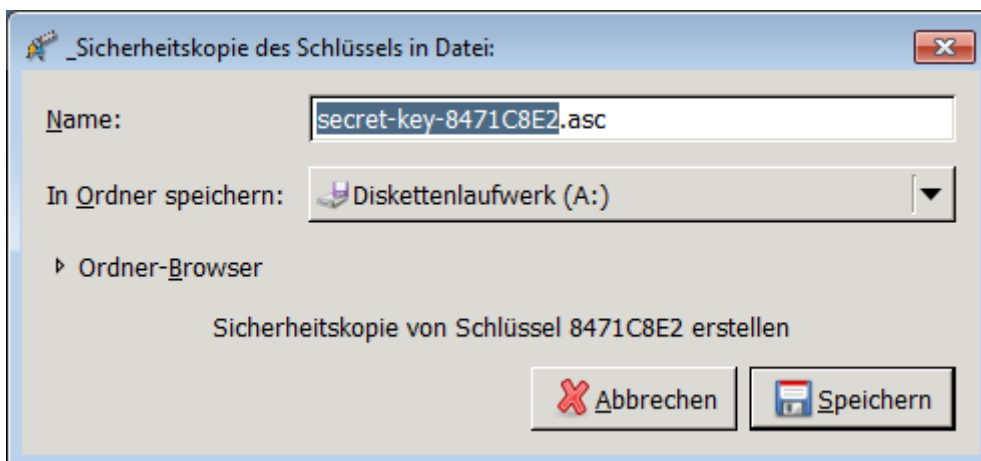 _Sicherheitskopie des Schlüssels in Datei:
Name: secret-key-8471C8E2.asc
In Ordner speichern: Diskettenlaufwerk (A:)
Ordner-Browser
Sicherheitskopie von Schlüssel 8471C8E2 erstellen
Abbrechen Speichern